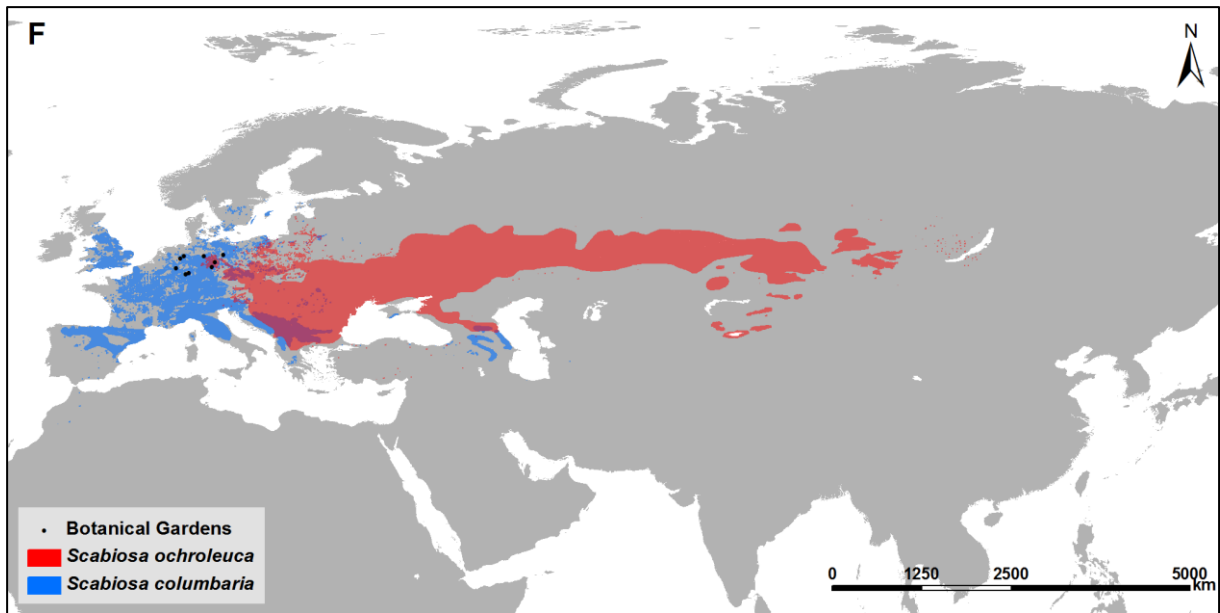 F
N
Botanical Gardens
Scabiosa ochroleuca
Scabiosa columbaria
0 1250 2500 5000
km